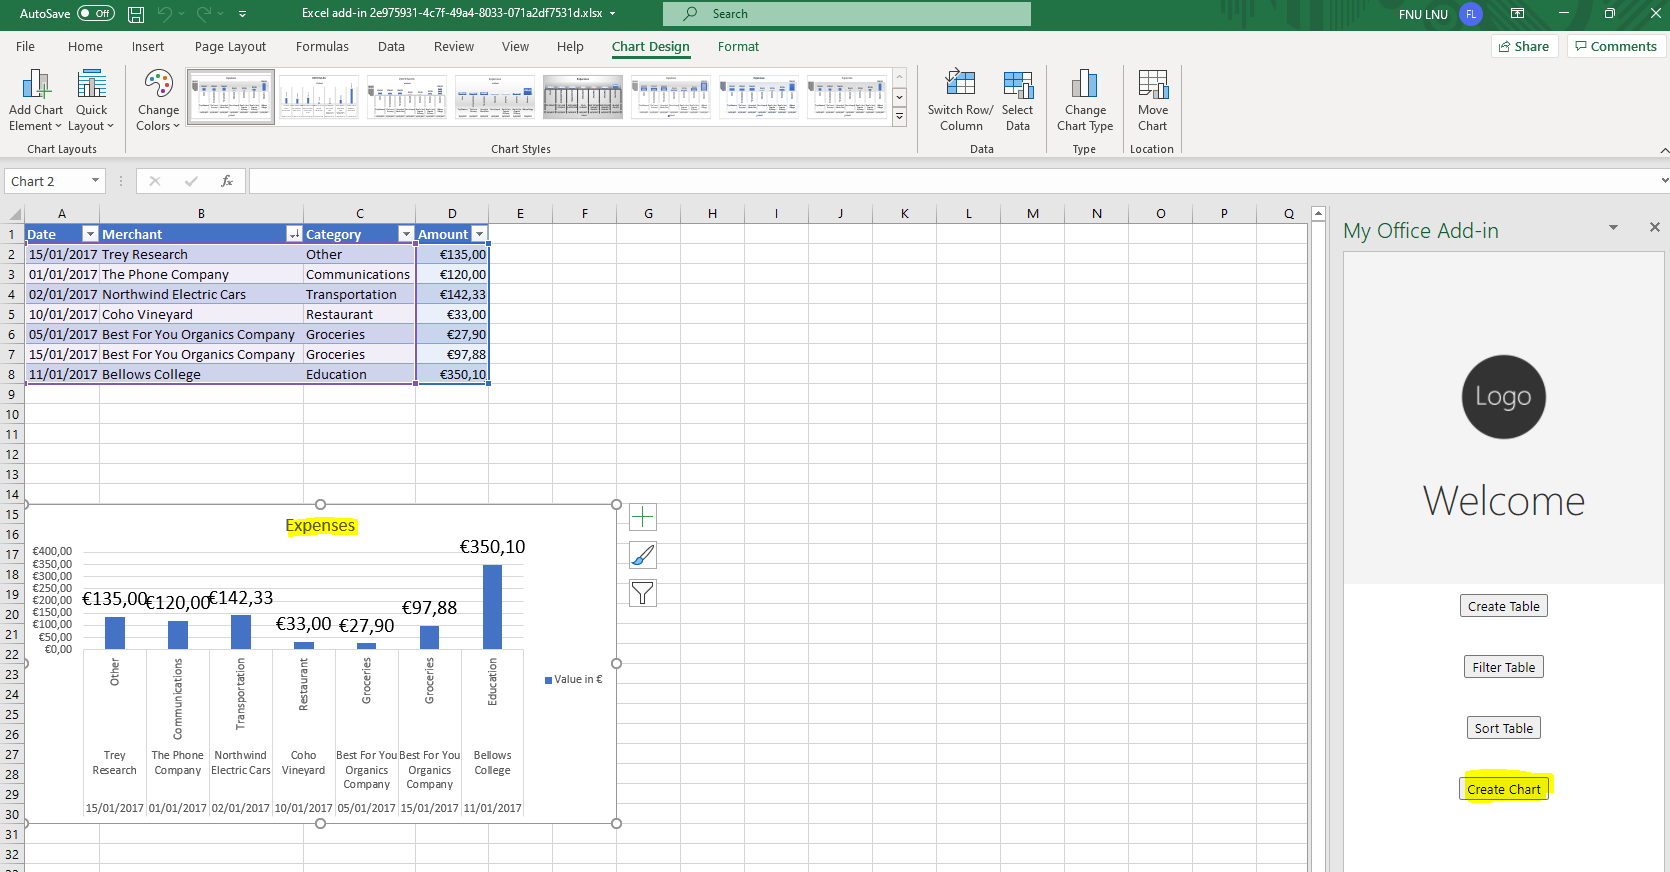 AutoSave Off Excel add-in 2e975931-4c7f-49a4-8033-071a2df7531d.xlsx Search FNU LNU FL
File Home Insert Page Layout Formulas Data Review View Help Chart Design Format Share Comments
Add Chart Element Quick Layout Change Colors Switch Row/ Column Select Data Change Chart Type Move Chart
Chart Layouts Chart Styles Data Type Location
Chart 2 fx
A B C D E F G H I J K L M N O P Q
1 Date Merchant Category Amount
2 15/01/2017 Trey Research Other €135,00
3 01/01/2017 The Phone Company Communications €120,00
4 02/01/2017 Northwind Electric Cars Transportation €142,33
5 10/01/2017 Coho Vineyard Restaurant €33,00
6 05/01/2017 Best For You Organics Company Groceries €27,90
7 15/01/2017 Best For You Organics Company Groceries €97,88
8 11/01/2017 Bellows College Education €350,10
9
10
11
12
13
14
15
16
17
18
19
20
21
22
23
24
25
26
27
28
29
30
31
32
Expenses
€400,00
€350,00
€300,00
€250,00
€200,00
€150,00
€100,00
€50,00
€0,00
€135,00 €120,00 €142,33 €33,00 €27,90 €97,88 €350,10
Other Communications Transportation Restaurant Groceries Groceries Education
Trey Research The Phone Company Northwind Electric Cars Coho Vineyard Best For You Organics Company Best For You Organics Company Bellows College
15/01/2017 01/01/2017 02/01/2017 10/01/2017 05/01/2017 15/01/2017 11/01/2017
Value in €
My Office Add-in
Logo
Welcome
Create Table
Filter Table
Sort Table
Create Chart